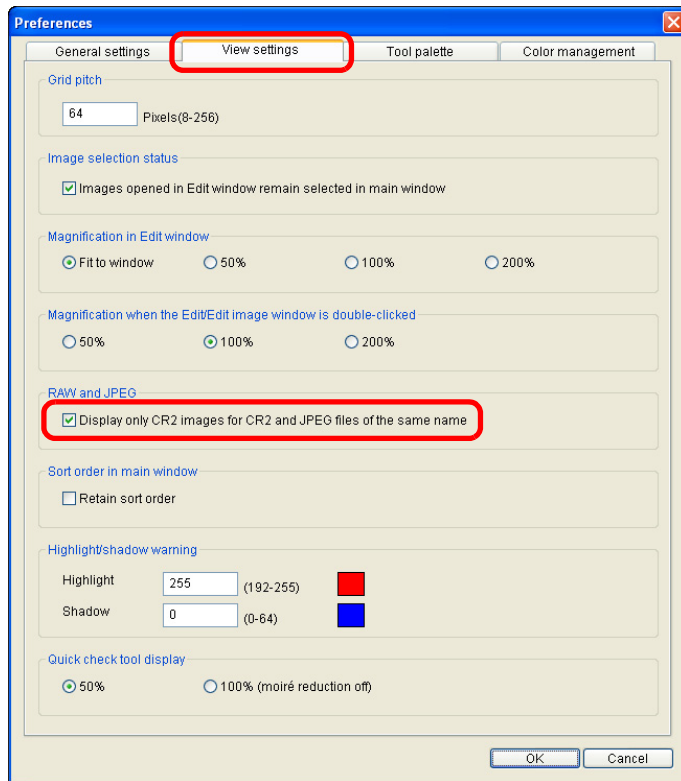 Preferences
General settings View settings Tool palette Color management
Grid pitch
64 Pixels(8-256)
Image selection status
Images opened in Edit window remain selected in main window
Magnification in Edit window
Fit to window 50% 100% 200%
Magnification when the Edit/Edit image window is double-clicked
50% 100% 200%
RAW and JPEG
Display only CR2 images for CR2 and JPEG files of the same name
Sort order in main window
Retain sort order
Highlight/shadow warning
Highlight 255 (192-255)
Shadow 0 (0-64)
Quick check tool display
50% 100% (moiré reduction off)
OK Cancel